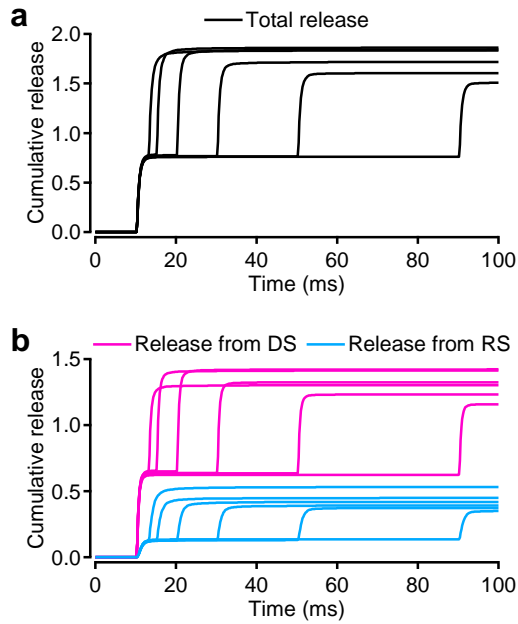 a
Total release
Cumulative release
2.0
1.5
1.0
0.5
0.0
0 20 40 60 80 100
Time (ms)
b
Release from DS Release from RS
Cumulative release
1.5
1.0
0.5
0.0
0 20 40 60 80 100
Time (ms)